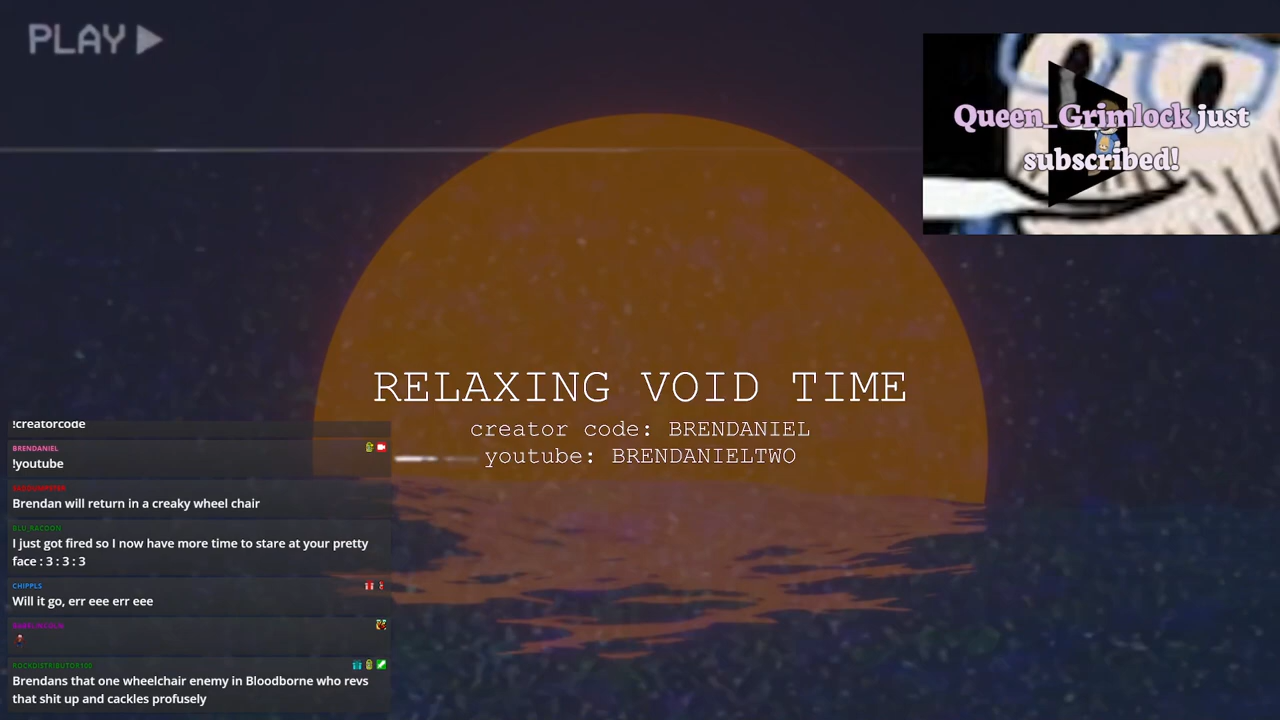 PLAY
Queen_Grimlock just
subscribed!
RELAXING VOID TIME
creator code: BRENDANIEL
youtube: BRENDANIELTWO
!creatorcode
BRENDANIEL
!youtube
Brendan will return in a creaky wheel chair
BLU_RACOON
I just got fired so I now have more time to stare at your pretty
face : 3 : 3 : 3
CHIPPLS
Will it go, err eee err eee
ROCKDISTRIBUTOR100
Brendans that one wheelchair enemy in Bloodborne who revs
that shit up and cackles profusely